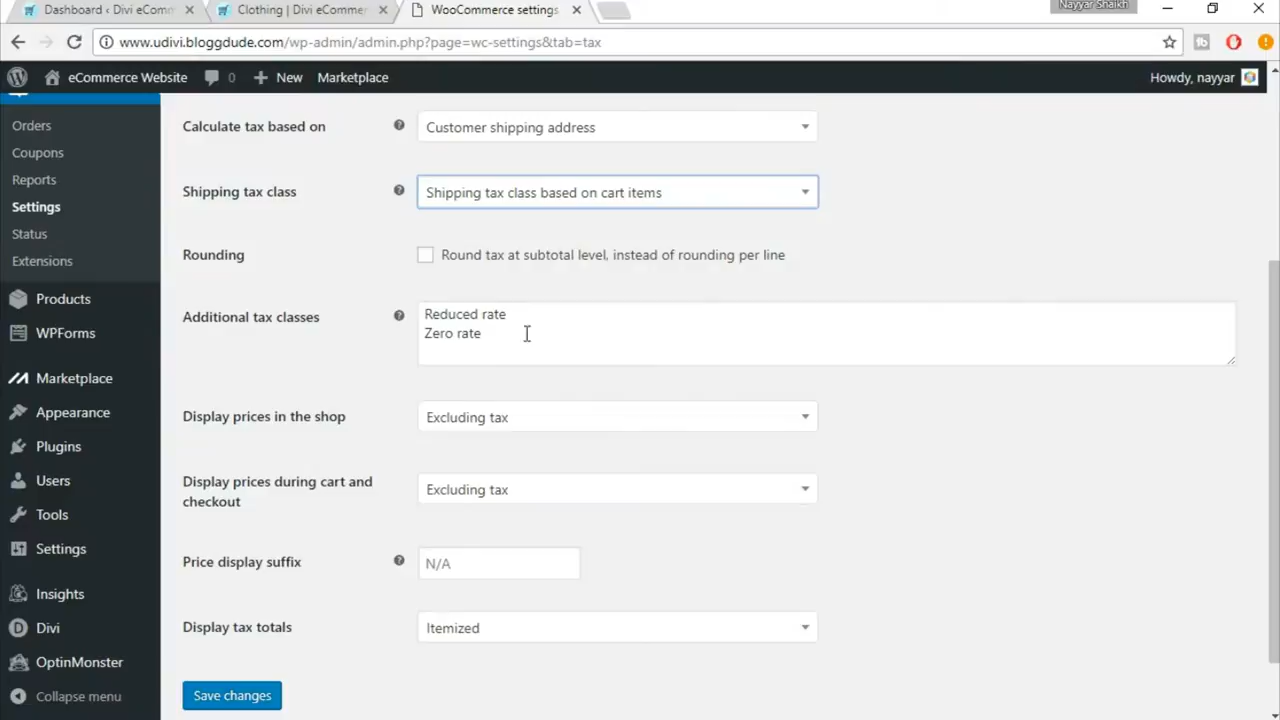 Nayyar Shaikh
Dashboard ‹ Divi eComm
Clothing | Divi eCommer
WooCommerce settings
www.udivi.bloggdude.com/wp-admin/admin.php?page=wc-settings&tab=tax
eCommerce Website 0 New Marketplace Howdy, nayyar
Orders
Coupons
Reports
Settings
Status
Extensions
Products
WPForms
Marketplace
Appearance
Plugins
Users
Tools
Settings
Insights
Divi
OptinMonster
Collapse menu
Calculate tax based on
Customer shipping address
Shipping tax class
Shipping tax class based on cart items
Rounding
Round tax at subtotal level, instead of rounding per line
Additional tax classes
Reduced rate
Zero rate
Display prices in the shop
Excluding tax
Display prices during cart and
checkout
Excluding tax
Price display suffix
N/A
Display tax totals
Itemized
Save changes